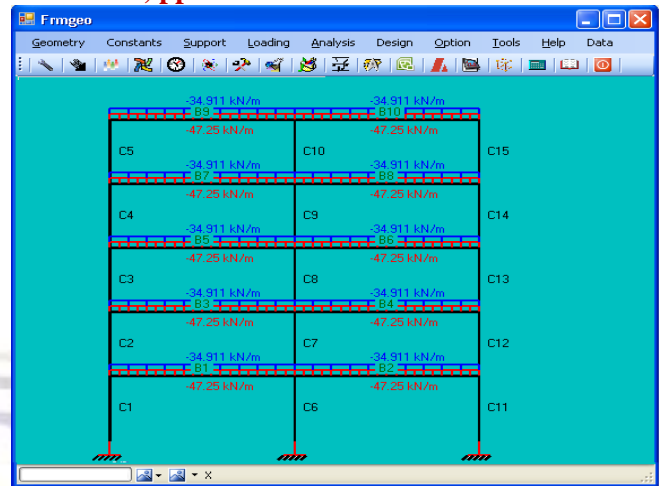 Frmgeo
Geometry Constants Support Loading Analysis Design Option Tools Help Data
-34.911 kN/m -34.911 kN/m
B9 B10
-47.25 kN/m -47.25 kN/m
C5 C10 C15
-34.911 kN/m -34.911 kN/m
B7 B8
-47.25 kN/m -47.25 kN/m
C4 C9 C14
-34.911 kN/m -34.911 kN/m
B5 B6
-47.25 kN/m -47.25 kN/m
C3 C8 C13
-34.911 kN/m -34.911 kN/m
B3 B4
-47.25 kN/m -47.25 kN/m
C2 C7 C12
-34.911 kN/m -34.911 kN/m
B1 B2
-47.25 kN/m -47.25 kN/m
C1 C6 C11
x